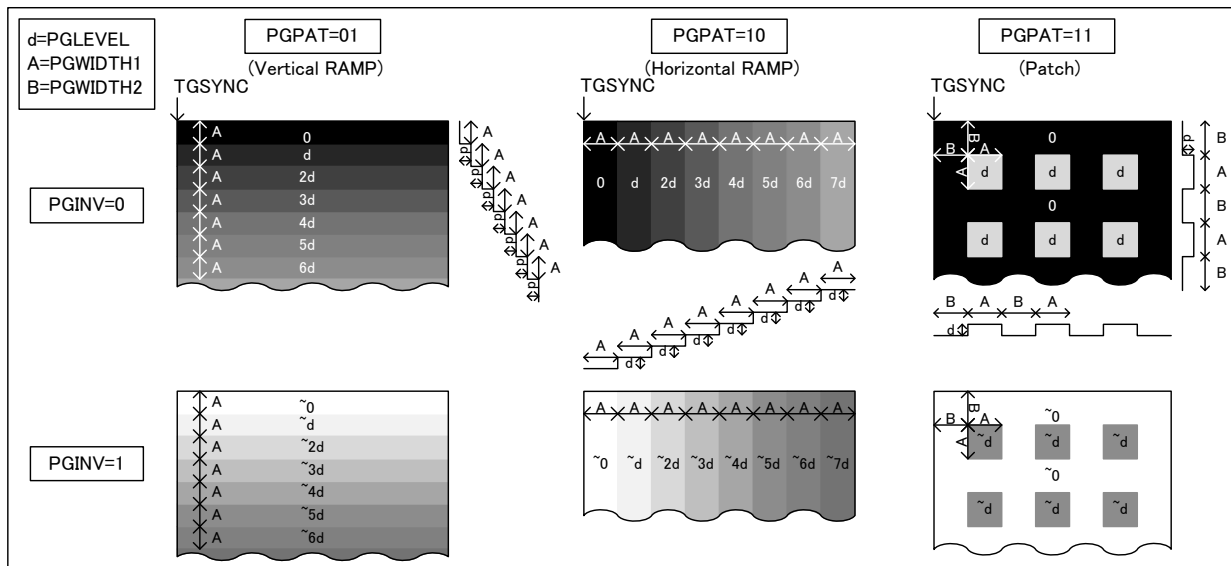 d=PGLEVEL
A=PGWIDTH1
B=PGWIDTH2
PGPAT=01
(Vertical RAMP)
PGPAT=10
(Horizontal RAMP)
PGPAT=11
(Patch)
TGSYNC
TGSYNC
TGSYNC
PGINV=0
A 0
A d
A 2d
A 3d
A 4d
A 5d
A 6d
A
d
A
d
A
d
A
d
A
d
A
d
A
d
A A A A A A A A
0 d 2d 3d 4d 5d 6d 7d
A
A
d
A
d
A
d
A
d
A
d
A
d
A
d
B
B A
A
0
d d d
0
d d d
d
B
A
B
A
B
B A B A
d
PGINV=1
A ~0
A ~d
A ~2d
A ~3d
A ~4d
A ~5d
A ~6d
A A A A A A A A
~0 ~d ~2d ~3d ~4d ~5d ~6d ~7d
B
B A
A
~0
~d ~d ~d
~0
~d ~d ~d